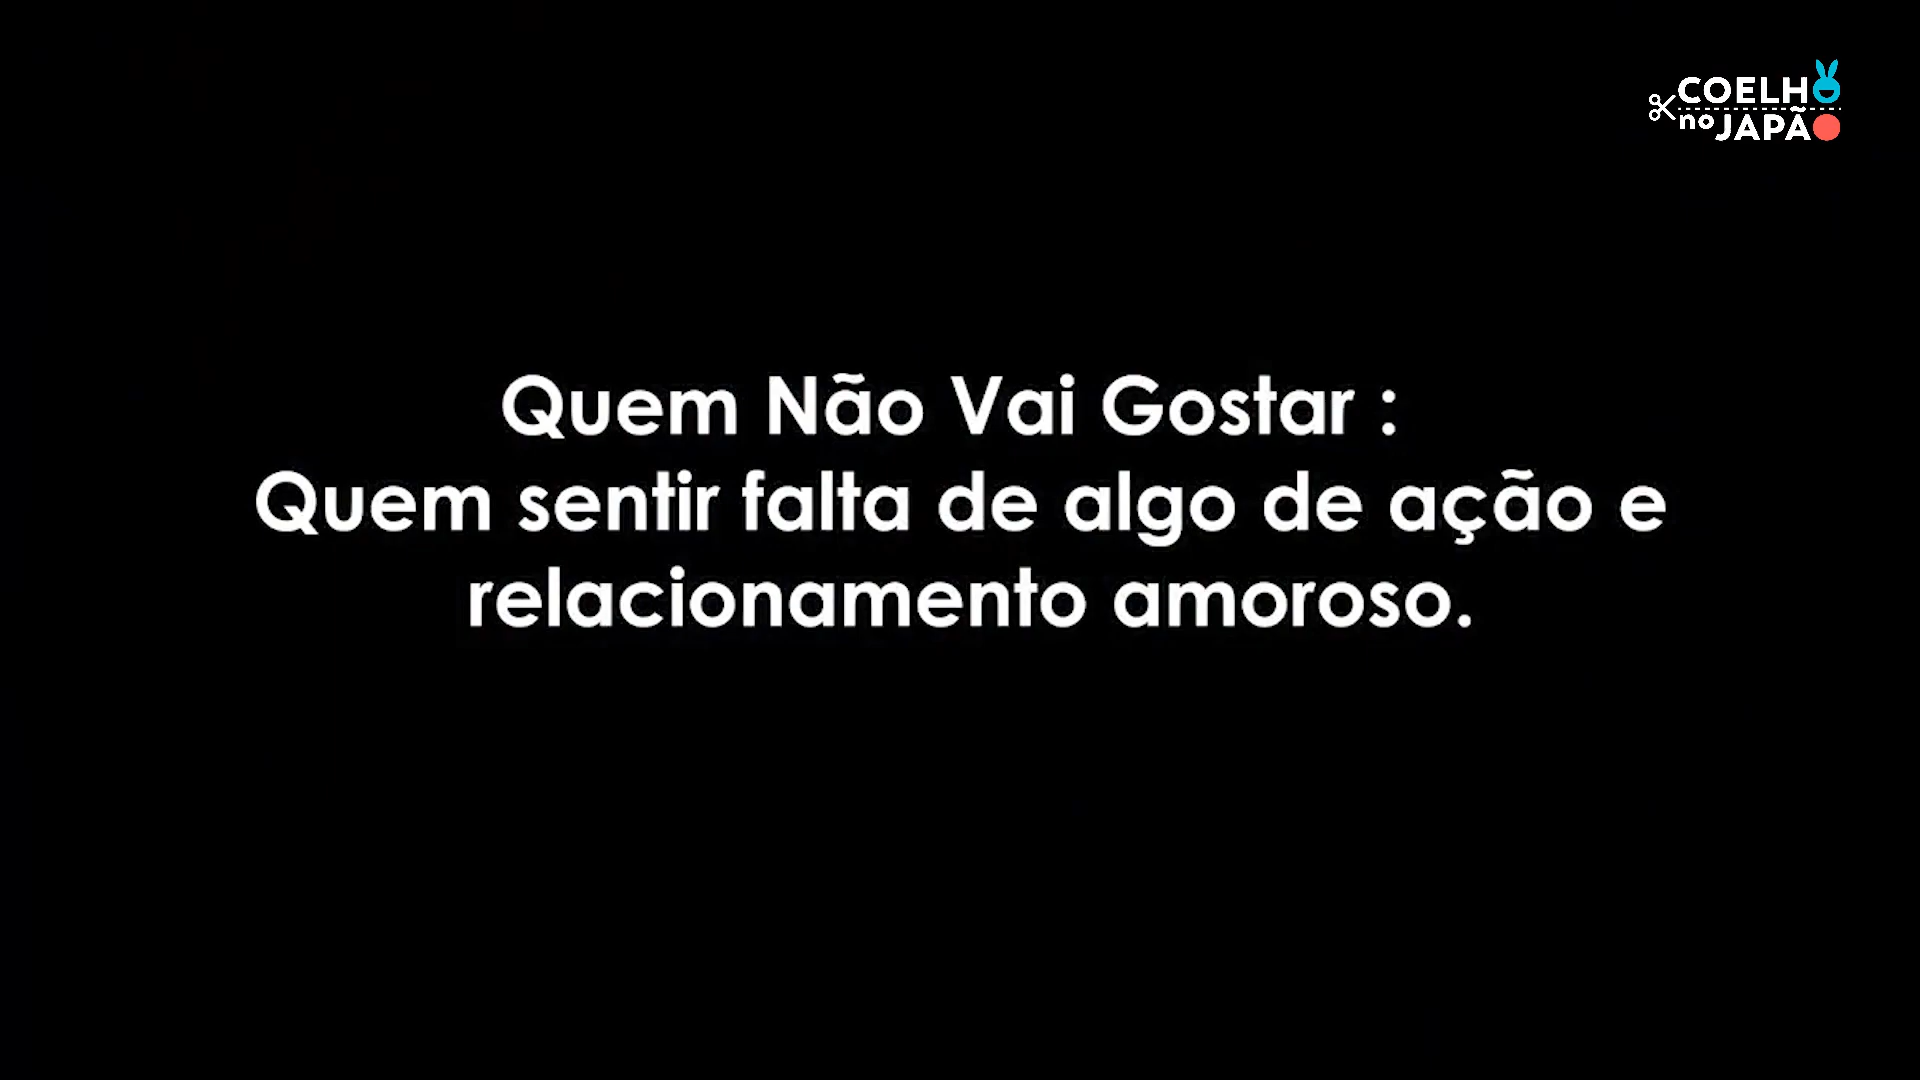 COELHO
no JAPÃO
Quem Não Vai Gostar :
Quem sentir falta de algo de ação e
relacionamento amoroso.